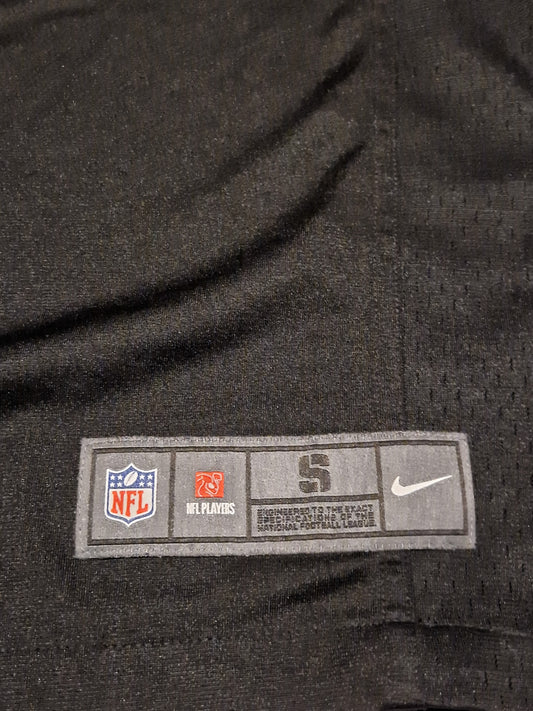 NFL
NFL PLAYERS
S
ENGINEERED TO THE EXACT
SPECIFICATIONS OF THE
NATIONAL FOOTBALL LEAGUE.